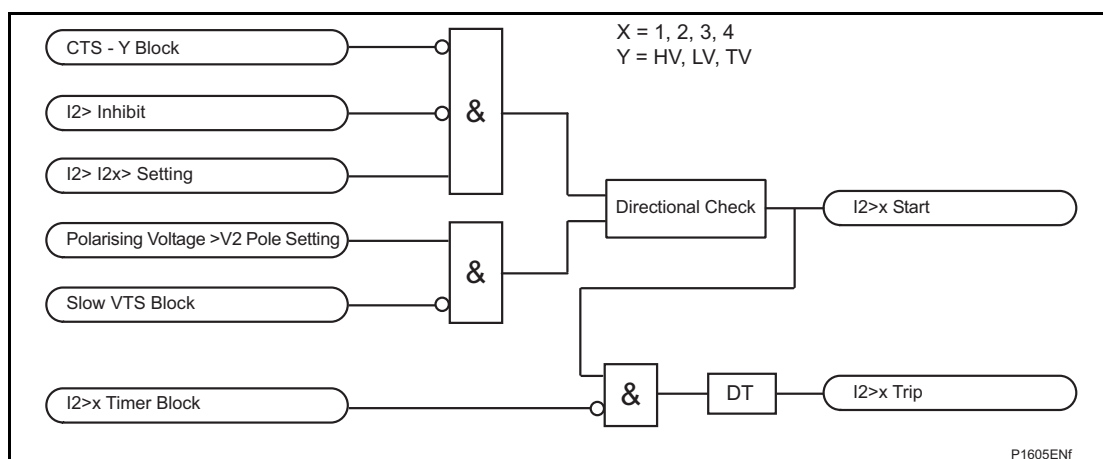 CTS - Y Block
X = 1, 2, 3, 4
Y = HV, LV, TV
I2> Inhibit
&
I2> I2x> Setting
Directional Check
I2>x Start
Polarising Voltage >V2 Pole Setting
&
Slow VTS Block
I2>x Timer Block
&
DT
I2>x Trip
P1605ENf